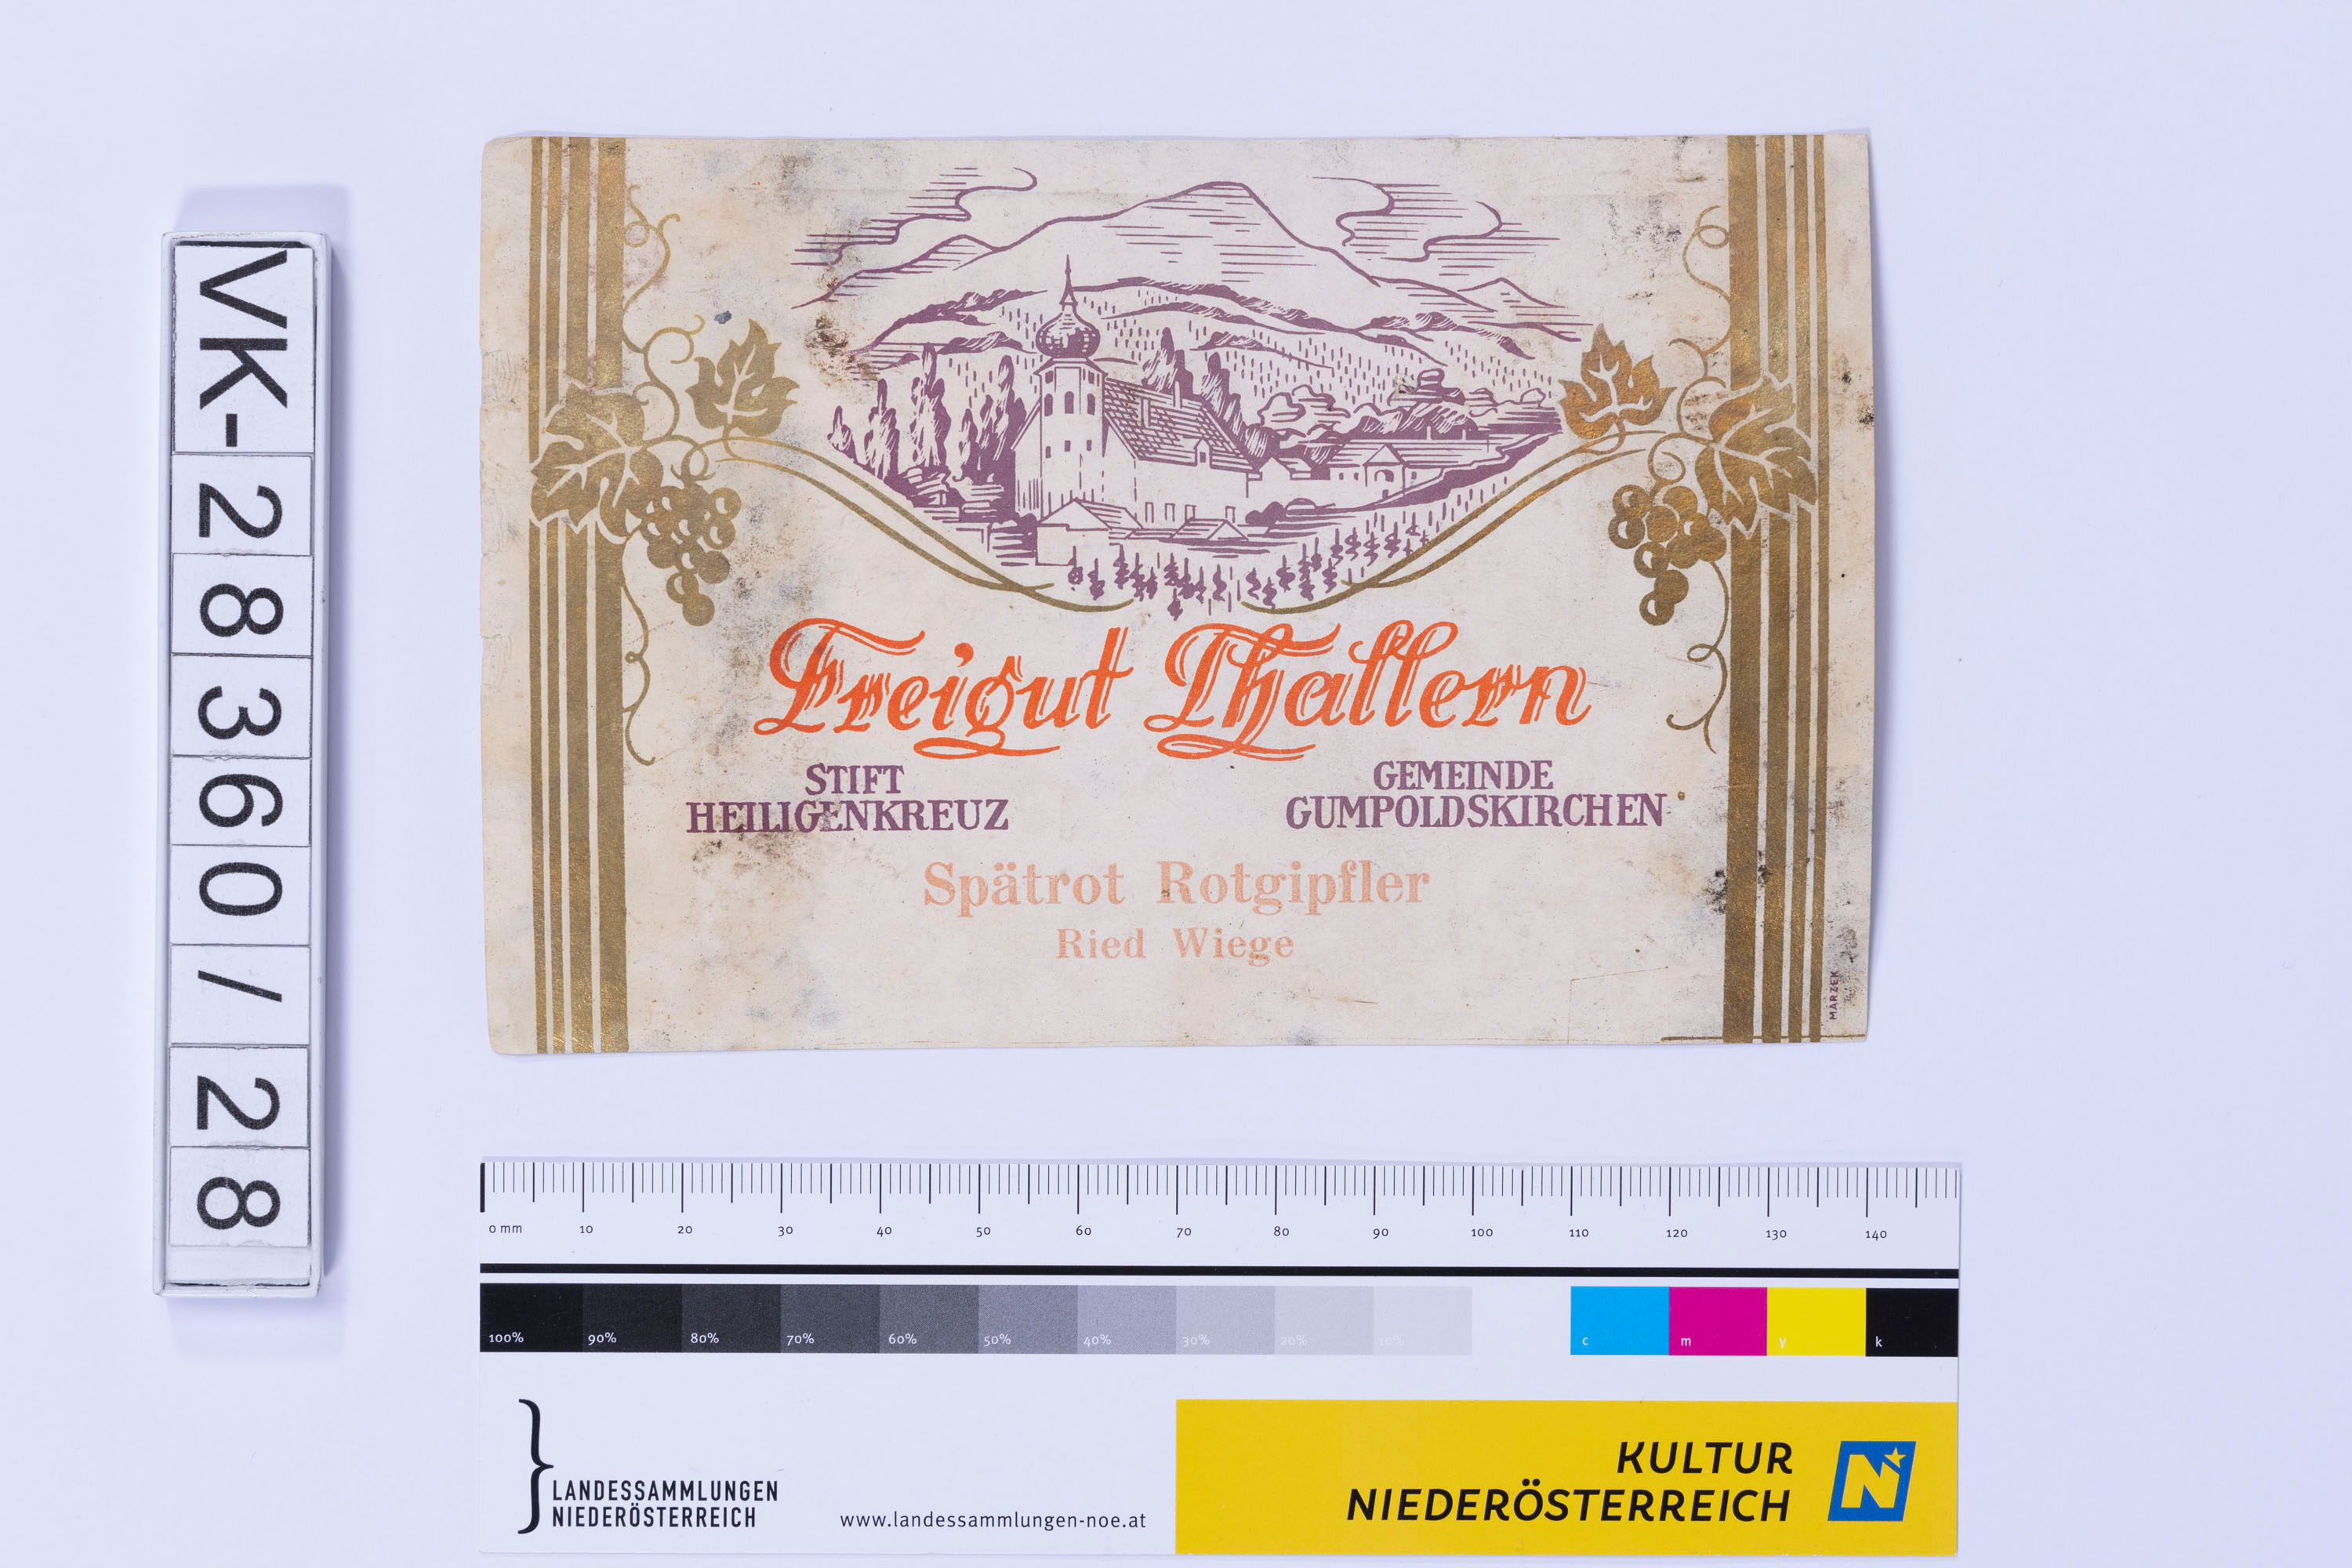 VK-28360/28
Freigut Thallern
STIFT
HEILIGENKREUZ
GEMEINDE
GUMPOLDSKIRCHEN
Spätrot Rotgipfler
Ried Wiege
MARZEK
0 mm 10 20 30 40 50 60 70 80 90 100 110 120 130 140
100% 90% 80% 70% 60% 50% 40% 30% 20% 10% c m y k
LANDESSAMMLUNGEN
NIEDERÖSTERREICH
www.landessammlungen-noe.at
KULTUR
NIEDERÖSTERREICH
N